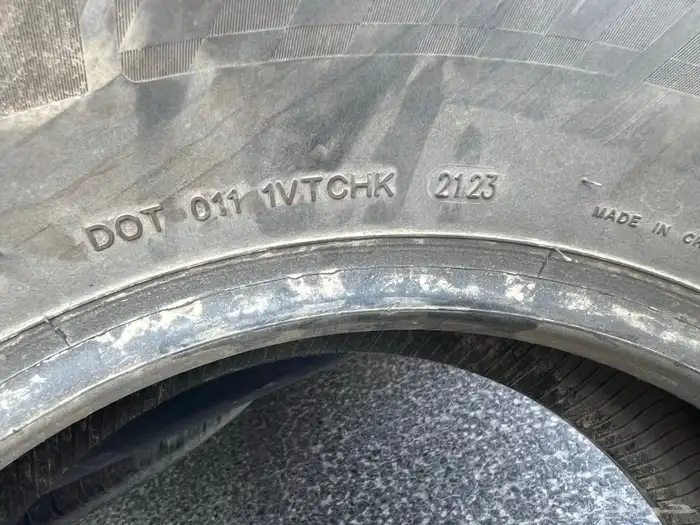 DOT 011 1VTCHK 2123
MADE IN